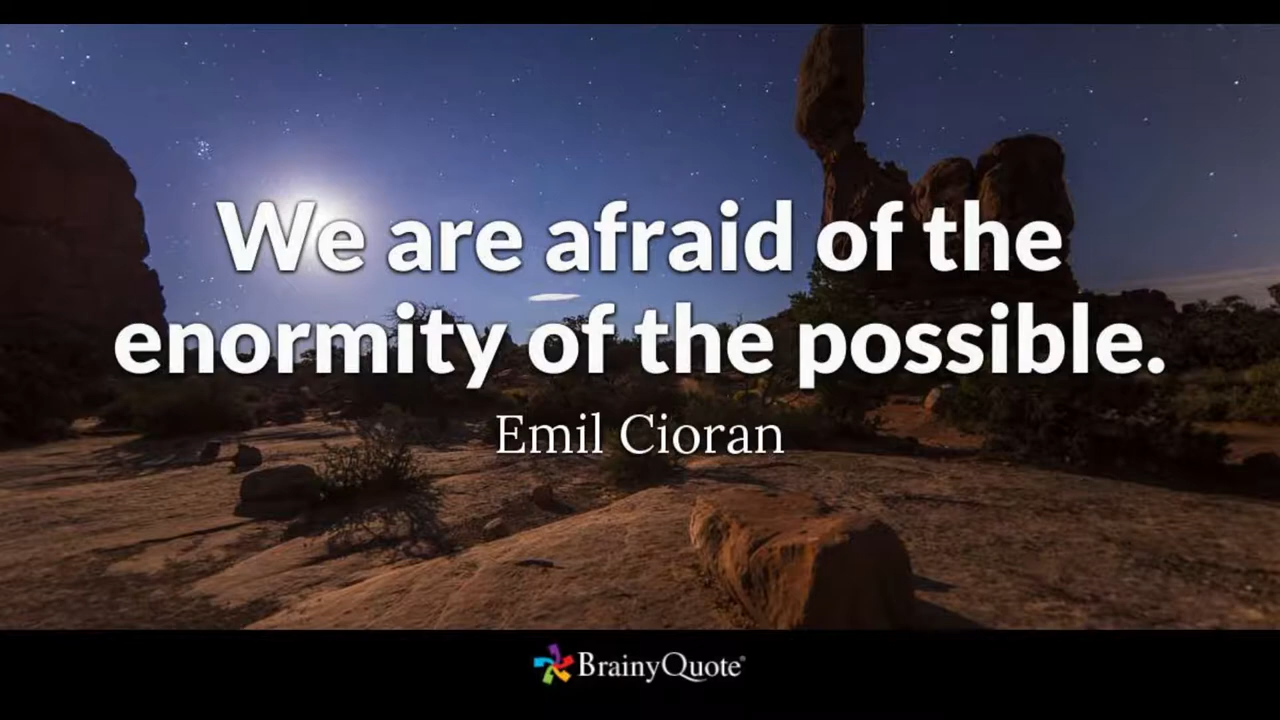 We are afraid of the
enormity of the possible.
Emil Cioran
BrainyQuote®